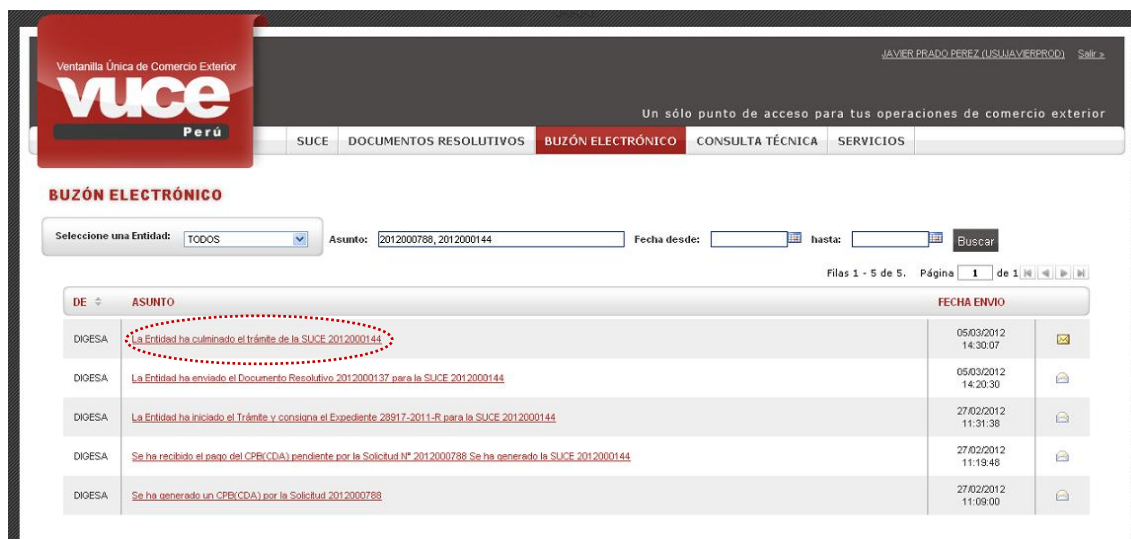 JAVIER PRADO PEREZ (USUJAVIERPROD) Salir »
Ventanilla Única de Comercio Exterior
vuce
Perú
Un sólo punto de acceso para tus operaciones de comercio exterior
SUCE DOCUMENTOS RESOLUTIVOS BUZÓN ELECTRÓNICO CONSULTA TÉCNICA SERVICIOS
BUZÓN ELECTRÓNICO
Seleccione una Entidad: TODOS Asunto: 2012000788, 2012000144 Fecha desde: hasta: Buscar
Filas 1 - 5 de 5. Página 1 de 1
DE ASUNTO FECHA ENVIO
DIGESA La Entidad ha culminado el trámite de la SUCE 2012000144 05/03/2012
14:30:07
DIGESA La Entidad ha enviado el Documento Resolutivo 2012000137 para la SUCE 2012000144 05/03/2012
14:20:30
DIGESA La Entidad ha iniciado el Trámite y consigna el Expediente 28917-2011-R para la SUCE 2012000144 27/02/2012
11:31:38
DIGESA Se ha recibido el pago del CPB(CDA) pendiente por la Solicitud N° 2012000788 Se ha generado la SUCE 2012000144 27/02/2012
11:19:48
DIGESA Se ha generado un CPB(CDA) por la Solicitud 2012000788 27/02/2012
11:09:00